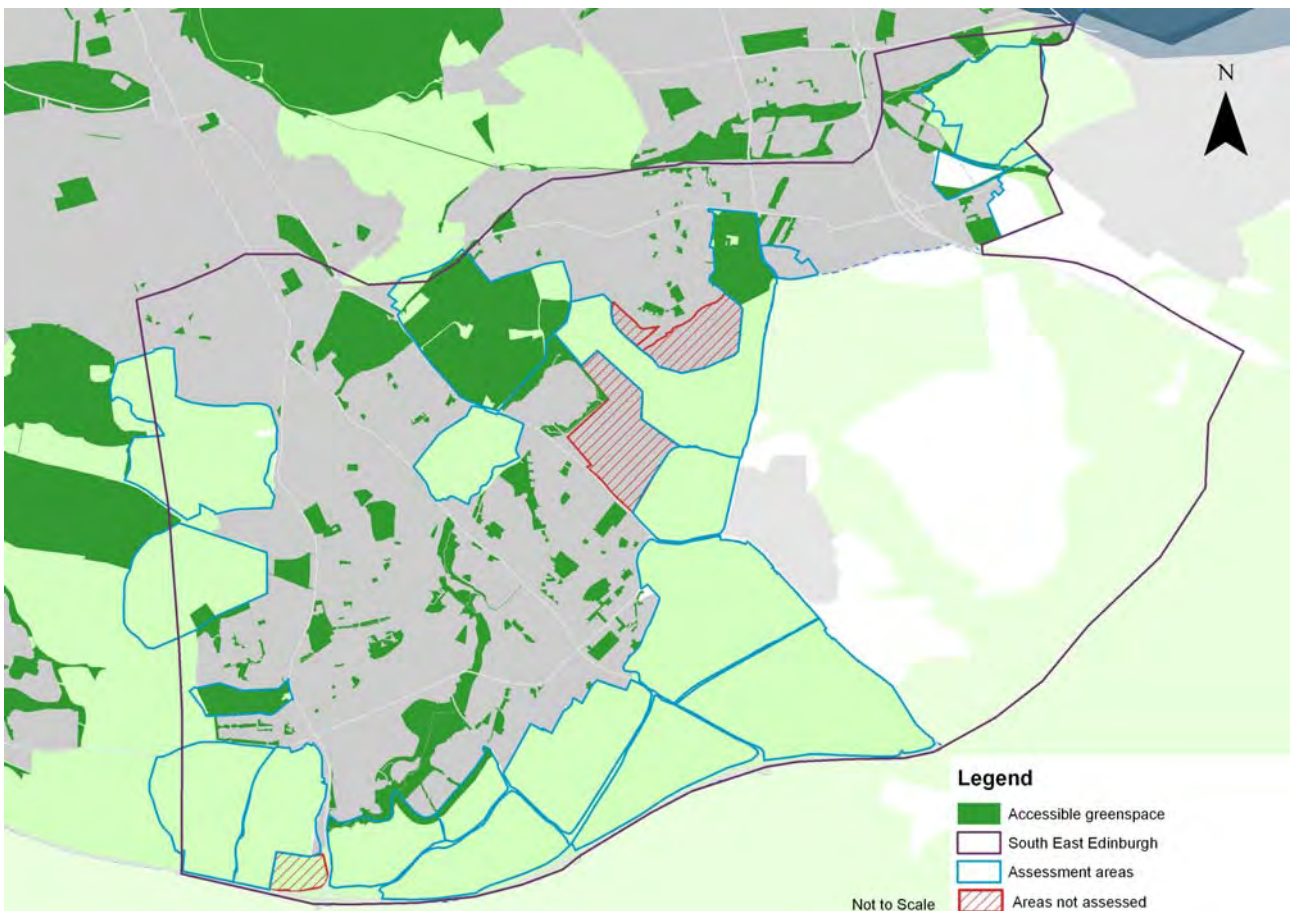 N
Legend
Accessible greenspace
South East Edinburgh
Assessment areas
Areas not assessed
Not to Scale